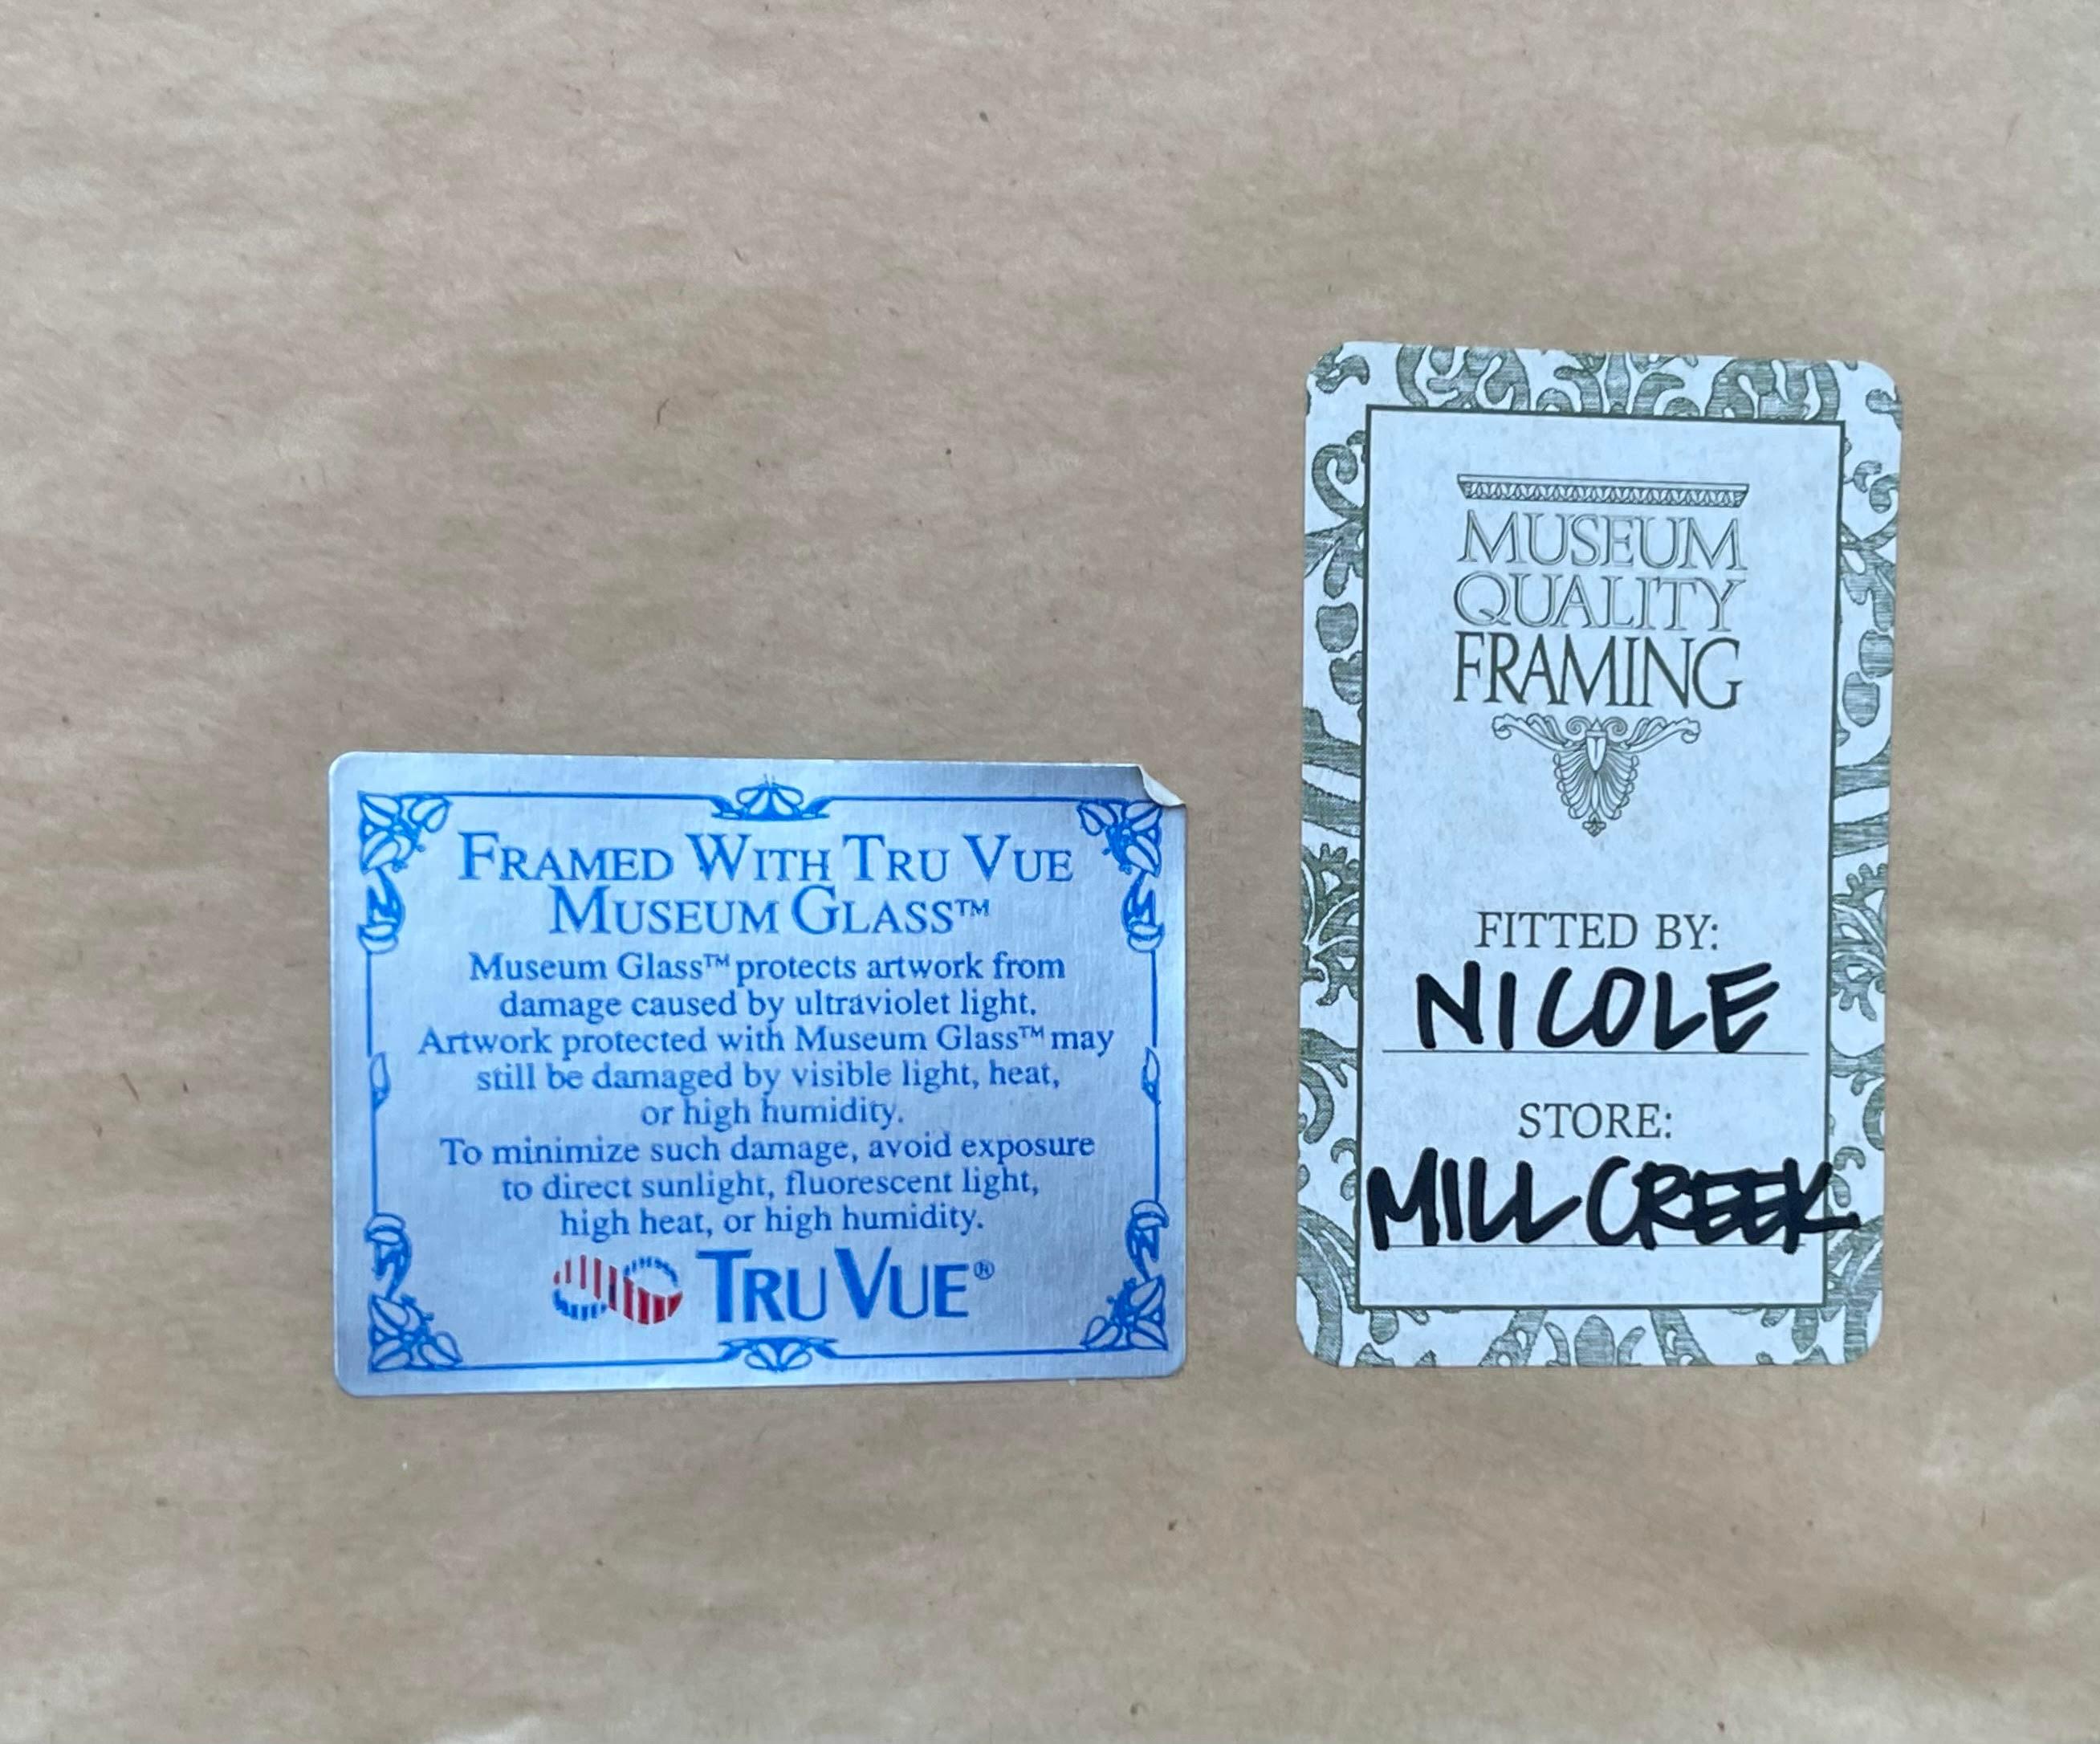 FRAMED WITH TRU VUE
MUSEUM GLASS™
Museum Glass™ protects artwork from
damage caused by ultraviolet light.
Artwork protected with Museum Glass™ may
still be damaged by visible light, heat,
or high humidity.
To minimize such damage, avoid exposure
to direct sunlight, fluorescent light,
high heat, or high humidity.
TRU VUE®
MUSEUM
QUALITY
FRAMING
FITTED BY:
NICOLE
STORE:
MILL CREEK